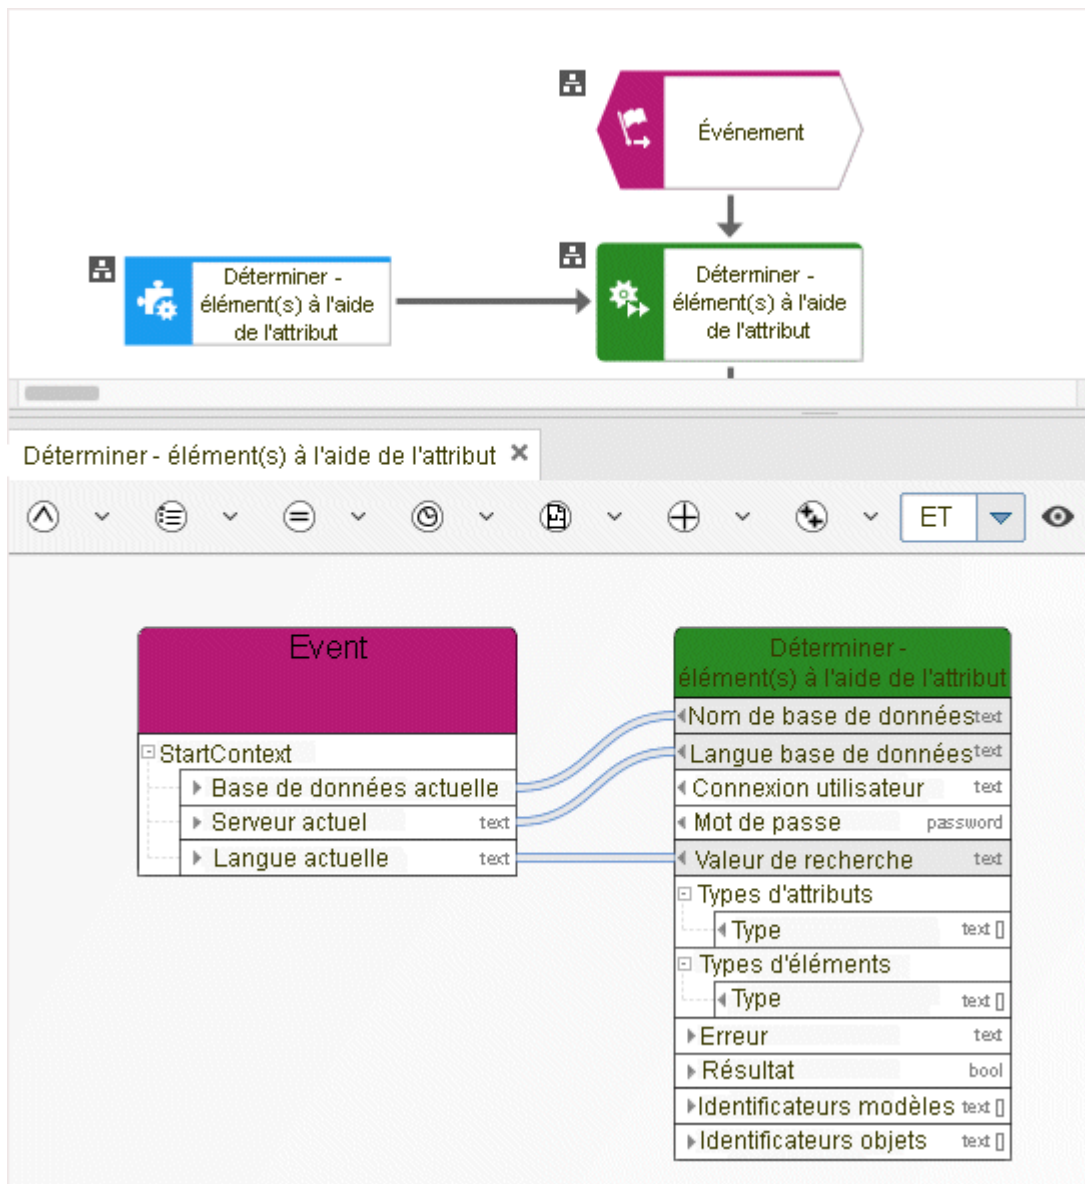 Événement
Déterminer -
élément(s) à l'aide
de l'attribut
Déterminer -
élément(s) à l'aide
de l'attribut
Déterminer - élément(s) à l'aide de l'attribut
ET
Event
StartContext
Base de données actuelle
Serveur actuel text
Langue actuelle text
Déterminer -
élément(s) à l'aide de l'attribut
Nom de base de données text
Langue base de données text
Connexion utilisateur text
Mot de passe password
Valeur de recherche text
Types d'attributs
Type text []
Types d'éléments
Type text []
Erreur text
Résultat bool
Identificateurs modèles text []
Identificateurs objets text []